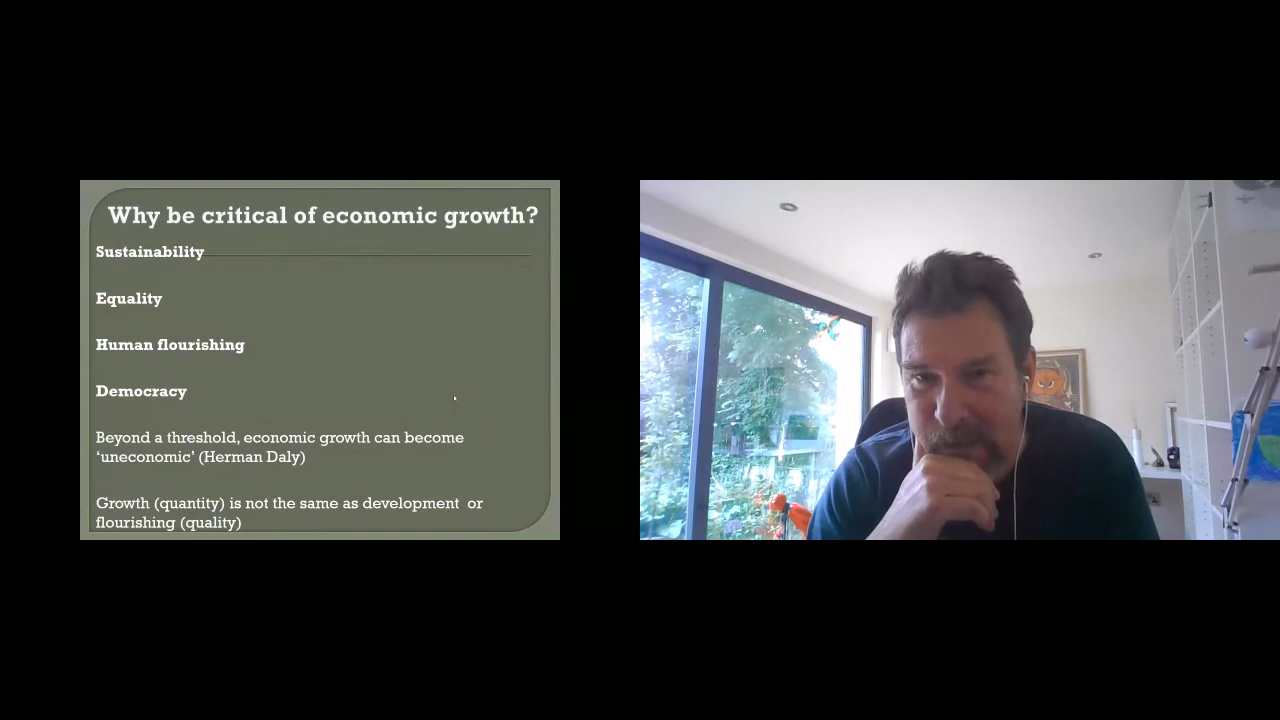 Why be critical of economic growth?
Sustainability
Equality
Human flourishing
Democracy
Beyond a threshold, economic growth can become
‘uneconomic’ (Herman Daly)
Growth (quantity) is not the same as development or
flourishing (quality)